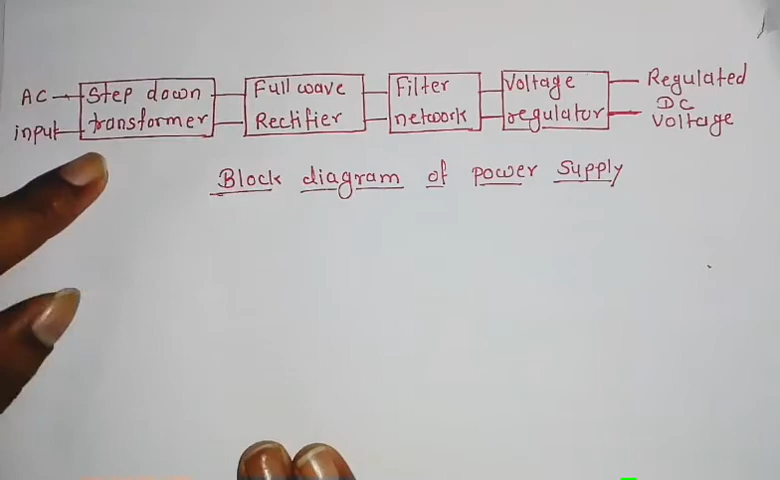 AC
input
Step down
transformer
Full wave
Rectifier
Filter
network
Voltage
regulator
Regulated
DC
voltage
Block diagram of power Supply